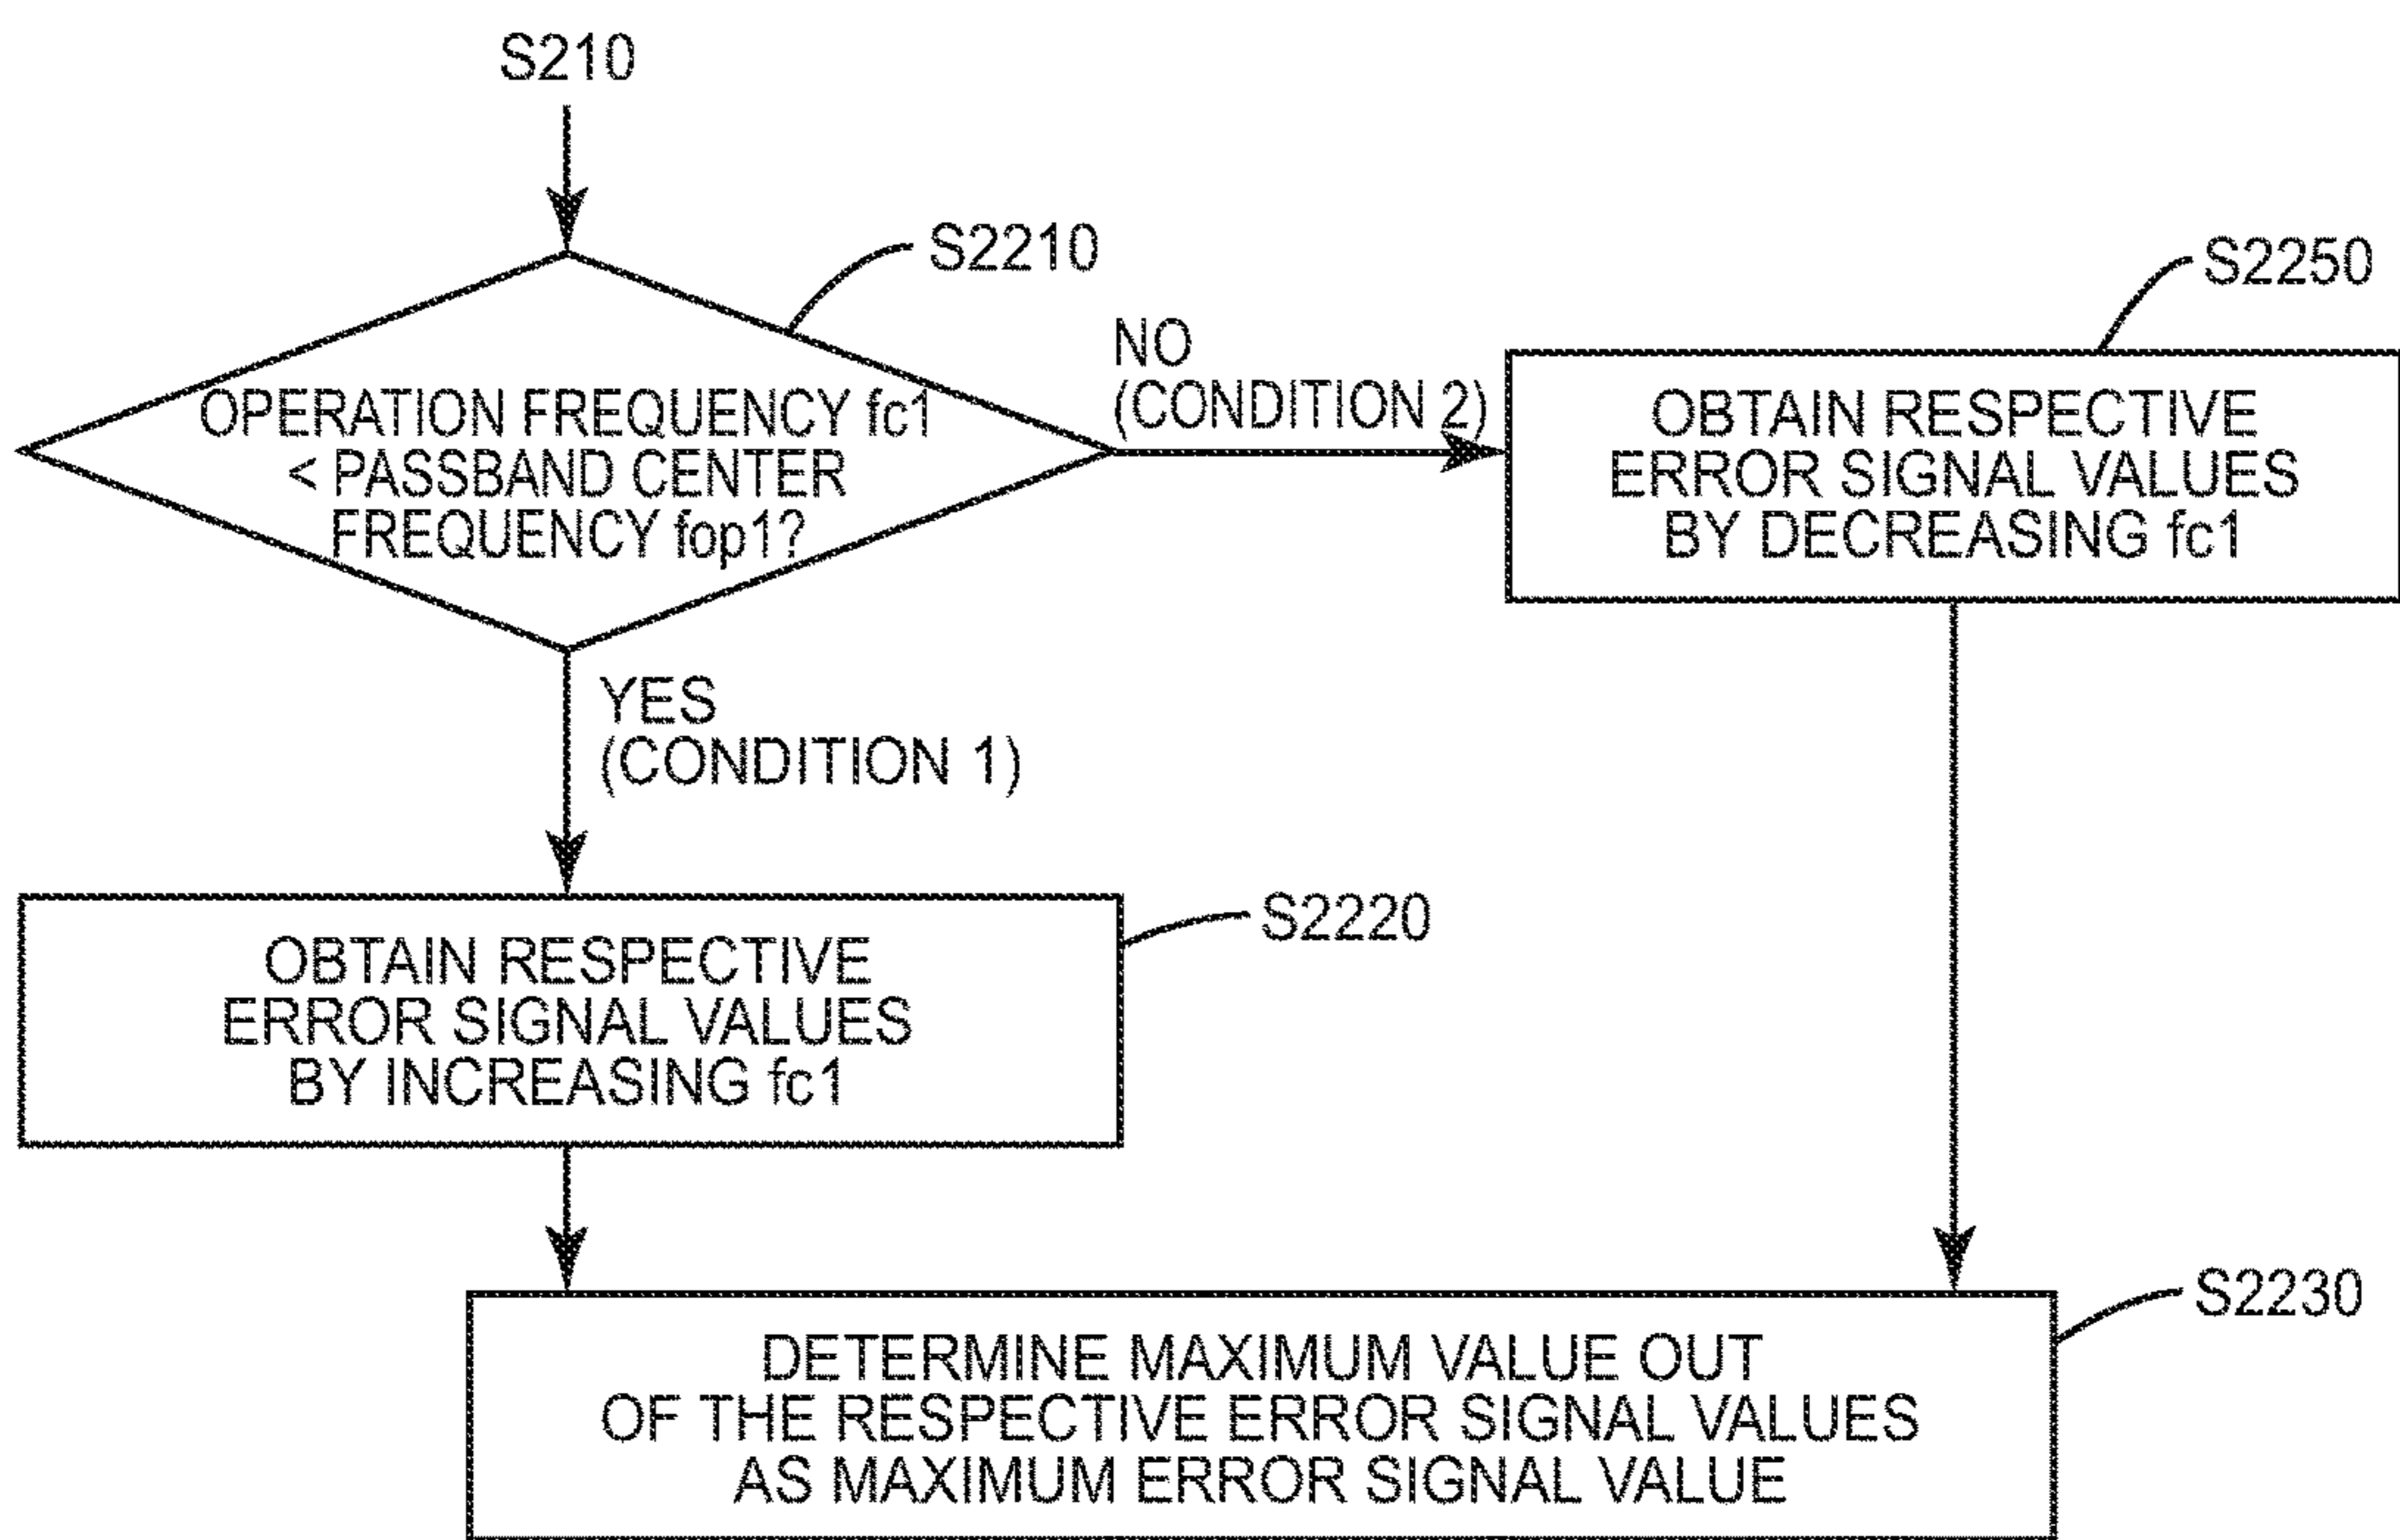 S210
S2210
OPERATION FREQUENCY fc1
< PASSBAND CENTER
FREQUENCY fop1?
NO
(CONDITION 2)
S2250
OBTAIN RESPECTIVE
ERROR SIGNAL VALUES
BY DECREASING fc1
YES
(CONDITION 1)
S2220
OBTAIN RESPECTIVE
ERROR SIGNAL VALUES
BY INCREASING fc1
S2230
DETERMINE MAXIMUM VALUE OUT
OF THE RESPECTIVE ERROR SIGNAL VALUES
AS MAXIMUM ERROR SIGNAL VALUE